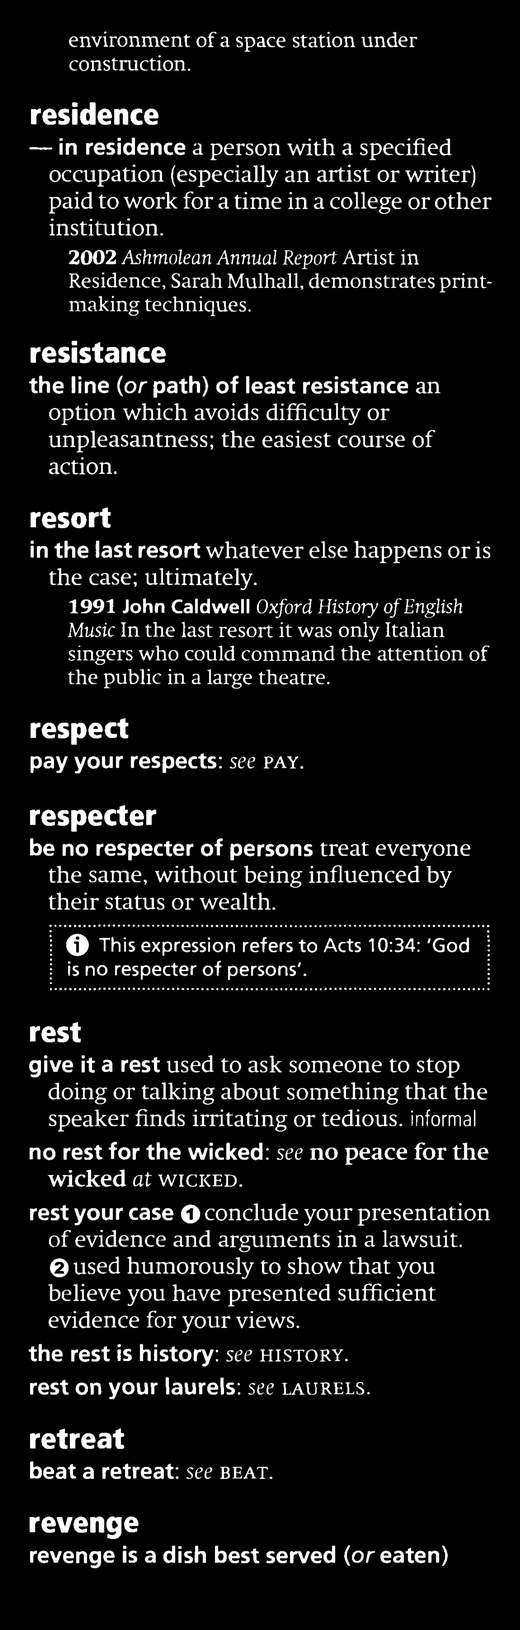 environment of a space station under
construction.
residence
— in residence a person with a specified
occupation (especially an artist or writer)
paid to work for a time in a college or other
institution.
2002 Ashmolean Annual Report Artist in
Residence, Sarah Mulhall, demonstrates print-
making techniques.
resistance
the line (or path) of least resistance an
option which avoids difficulty or
unpleasantness; the easiest course of
action.
resort
in the last resort whatever else happens or is
the case; ultimately.
1991 John Caldwell Oxford History of English
Music In the last resort it was only Italian
singers who could command the attention of
the public in a large theatre.
respect
pay your respects: see PAY.
respecter
be no respecter of persons treat everyone
the same, without being influenced by
their status or wealth.
i This expression refers to Acts 10:34: 'God
is no respecter of persons'.
rest
give it a rest used to ask someone to stop
doing or talking about something that the
speaker finds irritating or tedious. informal
no rest for the wicked: see no peace for the
wicked at WICKED.
rest your case ❶ conclude your presentation
of evidence and arguments in a lawsuit.
❷ used humorously to show that you
believe you have presented sufficient
evidence for your views.
the rest is history: see HISTORY.
rest on your laurels: see LAURELS.
retreat
beat a retreat: see BEAT.
revenge
revenge is a dish best served (or eaten)